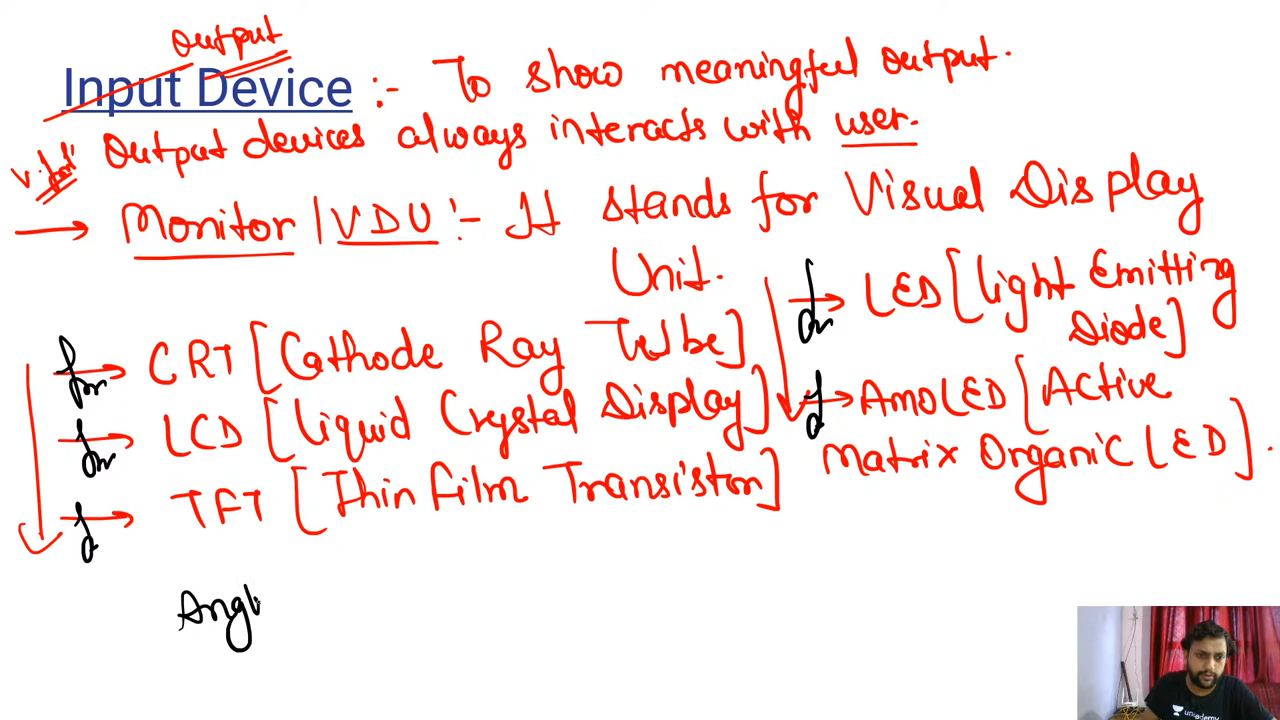 output
Input Device :- To show meaningful output.
V. Output devices always interacts with user.
→ Monitor | VDU :- It stands for Visual Display
Unit.
→ CRT [Cathode Ray Tube]
→ LCD [Liquid Crystal Display]
→ TFT [Thin Film Transistor]
→ LED [Light Emitting
Diode]
→ AMOLED [Active
Matrix Organic LED].
Angl
unacademy